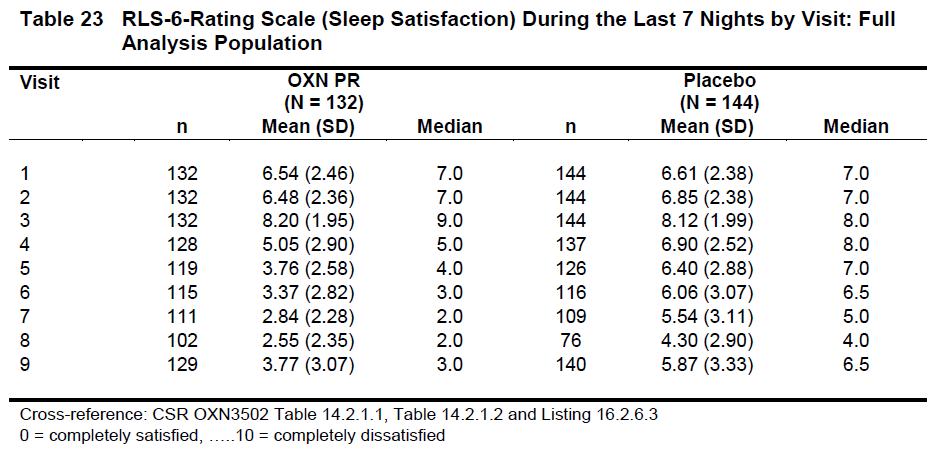 Table 23 RLS-6-Rating Scale (Sleep Satisfaction) During the Last 7 Nights by Visit: Full
Analysis Population
Visit OXN PR Placebo
(N = 132) (N = 144)
n Mean (SD) Median n Mean (SD) Median
1 132 6.54 (2.46) 7.0 144 6.61 (2.38) 7.0
2 132 6.48 (2.36) 7.0 144 6.85 (2.38) 7.0
3 132 8.20 (1.95) 9.0 144 8.12 (1.99) 8.0
4 128 5.05 (2.90) 5.0 137 6.90 (2.52) 8.0
5 119 3.76 (2.58) 4.0 126 6.40 (2.88) 7.0
6 115 3.37 (2.82) 3.0 116 6.06 (3.07) 6.5
7 111 2.84 (2.28) 2.0 109 5.54 (3.11) 5.0
8 102 2.55 (2.35) 2.0 76 4.30 (2.90) 4.0
9 129 3.77 (3.07) 3.0 140 5.87 (3.33) 6.5
Cross-reference: CSR OXN3502 Table 14.2.1.1, Table 14.2.1.2 and Listing 16.2.6.3
0 = completely satisfied, …..10 = completely dissatisfied